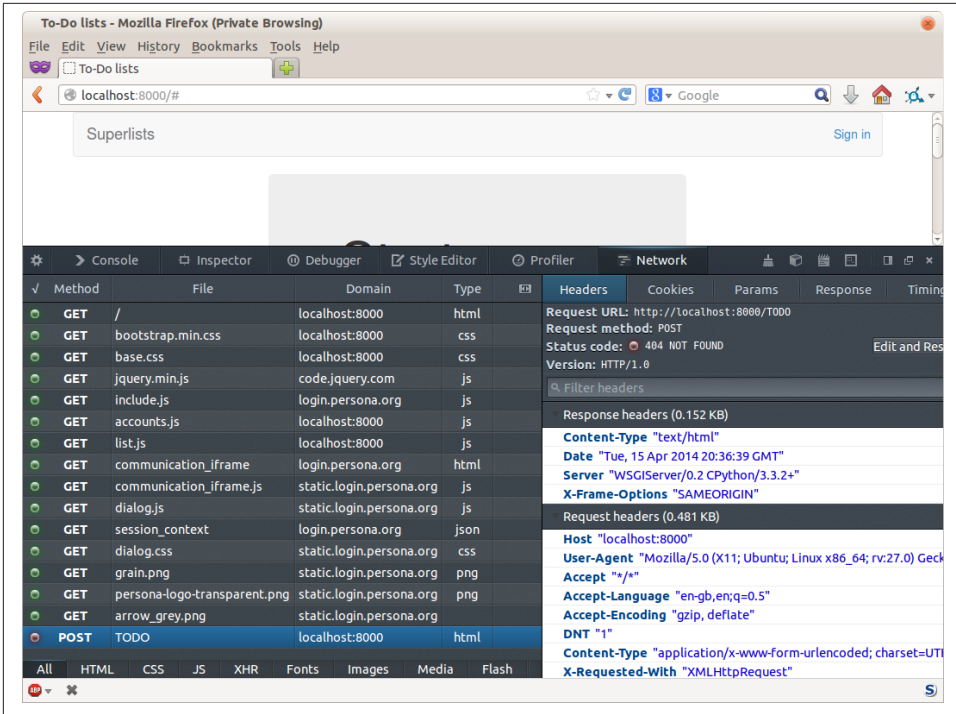 To-Do lists - Mozilla Firefox (Private Browsing)
File Edit View History Bookmarks Tools Help
To-Do lists
localhost:8000/#
Google
Superlists
Sign in
Console Inspector Debugger Style Editor Profiler Network
√ Method File Domain Type
Headers Cookies Params Response Timing
GET / localhost:8000 html
GET bootstrap.min.css localhost:8000 css
GET base.css localhost:8000 css
GET jquery.min.js code.jquery.com js
GET include.js login.persona.org js
GET accounts.js localhost:8000 js
GET list.js localhost:8000 js
GET communication_iframe login.persona.org html
GET communication_iframe.js static.login.persona.org js
GET dialog.js static.login.persona.org js
GET session_context login.persona.org json
GET dialog.css static.login.persona.org css
GET grain.png static.login.persona.org png
GET persona-logo-transparent.png static.login.persona.org png
GET arrow_grey.png static.login.persona.org
POST TODO localhost:8000 html
All HTML CSS JS XHR Fonts Images Media Flash
Request URL: http://localhost:8000/TODO
Request method: POST
Status code: 404 NOT FOUND
Edit and Res
Version: HTTP/1.0
Filter headers
Response headers (0.152 KB)
Content-Type "text/html"
Date "Tue, 15 Apr 2014 20:36:39 GMT"
Server "WSGIServer/0.2 CPython/3.3.2+"
X-Frame-Options "SAMEORIGIN"
Request headers (0.481 KB)
Host "localhost:8000"
User-Agent "Mozilla/5.0 (X11; Ubuntu; Linux x86_64; rv:27.0) Geck
Accept "*/*"
Accept-Language "en-gb,en;q=0.5"
Accept-Encoding "gzip, deflate"
DNT "1"
Content-Type "application/x-www-form-urlencoded; charset=UTF
X-Requested-With "XMLHttpRequest"
ABP
S